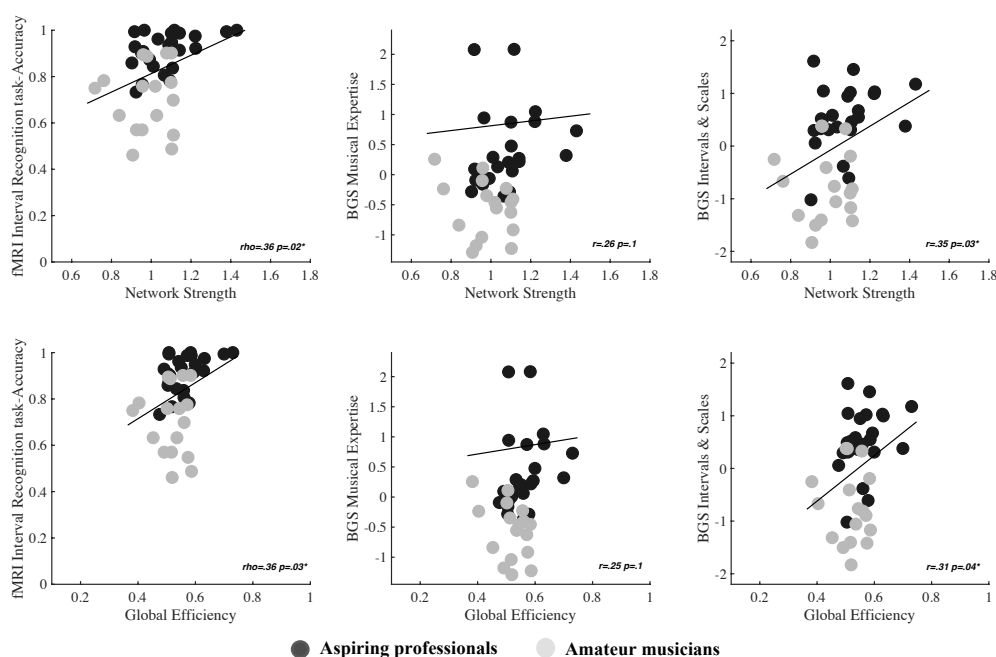 fMRI Interval Recognition task-Accuracy
1
0.8
0.6
0.4
0.2
0
0.6 0.8 1 1.2 1.4 1.6 1.8
Network Strength
rho=.36 p=.02*
BGS Musical Expertise
2
1.5
1
0.5
0
-0.5
-1
0.6 0.8 1 1.2 1.4 1.6 1.8
Network Strength
r=.26 p=.1
BGS Intervals & Scales
2
1
0
-1
-2
0.6 0.8 1 1.2 1.4 1.6 1.8
Network Strength
r=.35 p=.03*
fMRI Interval Recognition task-Accuracy
1
0.8
0.6
0.4
0.2
0
0.2 0.4 0.6 0.8 1
Global Efficiency
rho=.36 p=.03*
BGS Musical Expertise
2
1.5
1
0.5
0
-0.5
-1
0.2 0.4 0.6 0.8 1
Global Efficiency
r=.25 p=.1
BGS Intervals & Scales
2
1
0
-1
-2
0.2 0.4 0.6 0.8 1
Global Efficiency
r=.31 p=.04*
Aspiring professionals Amateur musicians